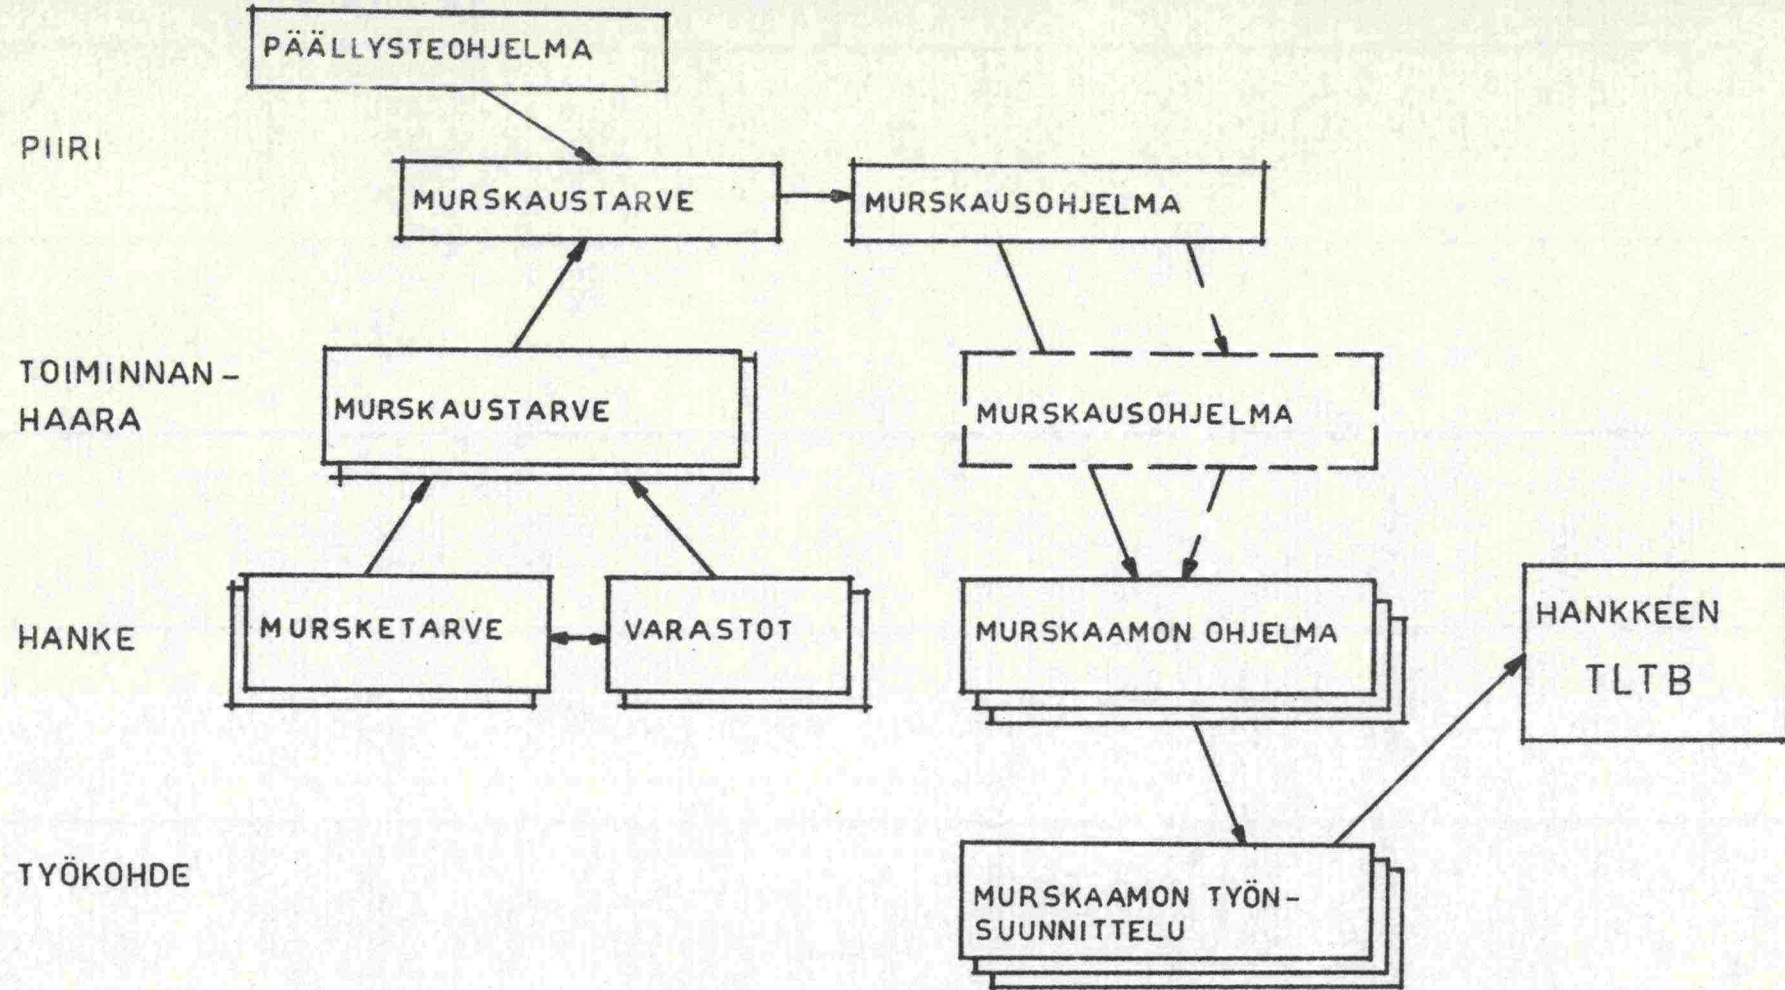 PÄÄLLYSTEOHJELMA
PIIRI
MURSKAUSTARVE
MURSKAUSOHJELMA
TOIMINNAN-
HAARA
MURSKAUSTARVE
MURSKAUSOHJELMA
HANKE
MURSKETARVE
VARASTOT
MURSKAAMON OHJELMA
HANKKEEN
TLTB
TYÖKOHDE
MURSKAAMON TYÖN-
SUUNNITTELU